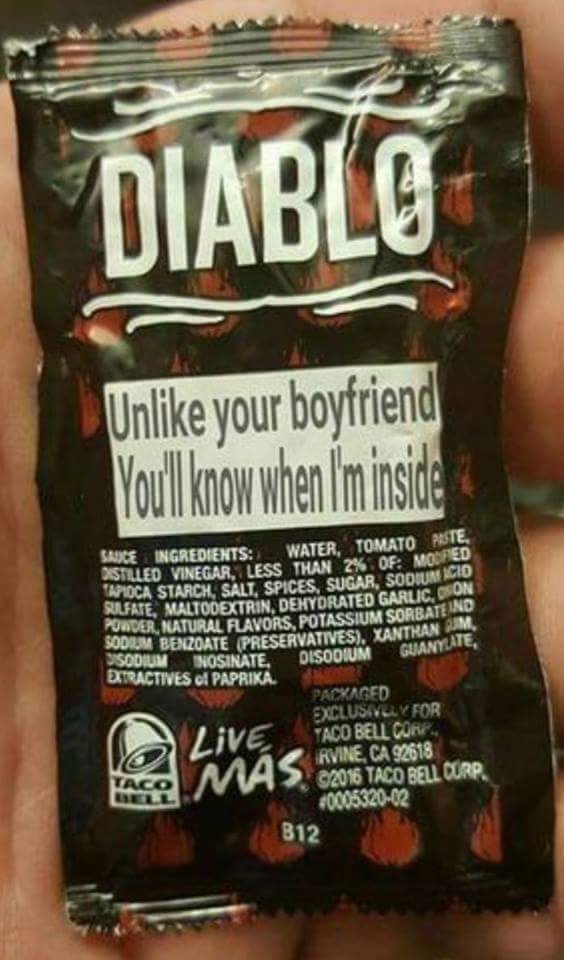 DIABLO
Unlike your boyfriend
You'll know when I'm inside
SAUCE INGREDIENTS: WATER, TOMATO PASTE,
DISTILLED VINEGAR, LESS THAN 2% OF: MODIFIED
TAPIOCA STARCH, SALT, SPICES, SUGAR, SODIUM ACID
SULFATE, MALTODEXTRIN, DEHYDRATED GARLIC, ONION
POWDER, NATURAL FLAVORS, POTASSIUM SORBATE AND
SODIUM BENZOATE (PRESERVATIVES), XANTHAN GUM,
DISODIUM INOSINATE, DISODIUM GUANYLATE,
EXTRACTIVES of PAPRIKA.
PACKAGED
EXCLUSIVELY FOR
TACO BELL CORP.,
IRVINE, CA 92618
©2016 TACO BELL CORP.
#0005320-02
TACO
BELL
LIVE
MÁS
B12